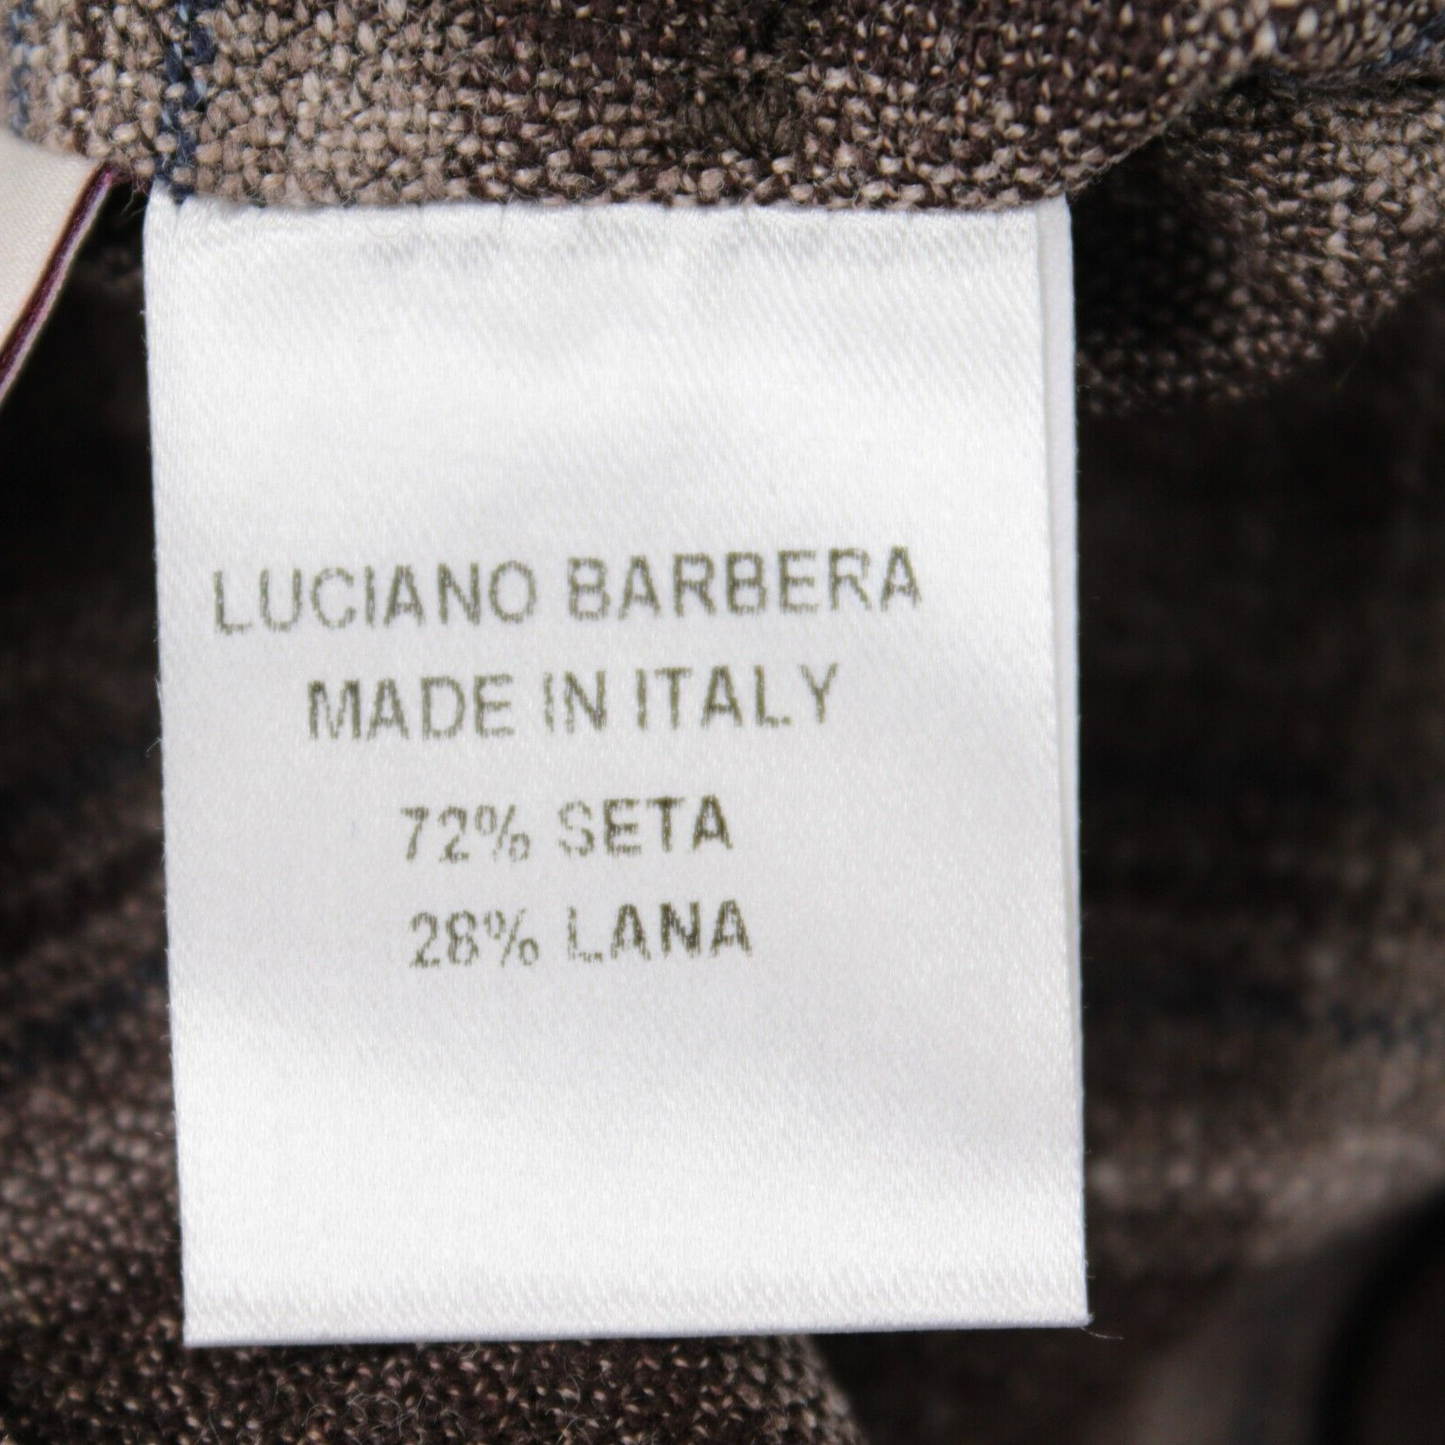 LUCIANO BARBERA
MADE IN ITALY
72% SETA
28% LANA